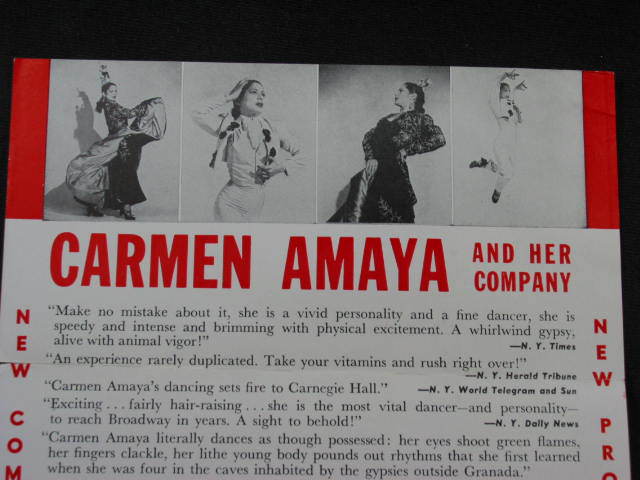 CARMEN AMAYA AND HER COMPANY
"Make no mistake about it, she is a vivid personality and a fine dancer, she is
speedy and intense and brimming with physical excitement. A whirlwind gypsy,
alive with animal vigor!"
—N. Y. Times
"An experience rarely duplicated. Take your vitamins and rush right over!"
—N. Y. Herald Tribune
"Carmen Amaya's dancing sets fire to Carnegie Hall."
—N. Y. World Telegram and Sun
"Exciting . . . fairly hair-raising . . . she is the most vital dancer—and personality—
to reach Broadway in years. A sight to behold!"
—N. Y. Daily News
"Carmen Amaya literally dances as though possessed: her eyes shoot green flames,
her fingers clackle, her lithe young body pounds out rhythms that she first learned
when she was four in the caves inhabited by the gypsies outside Granada."
NEW COM
NEW PRO